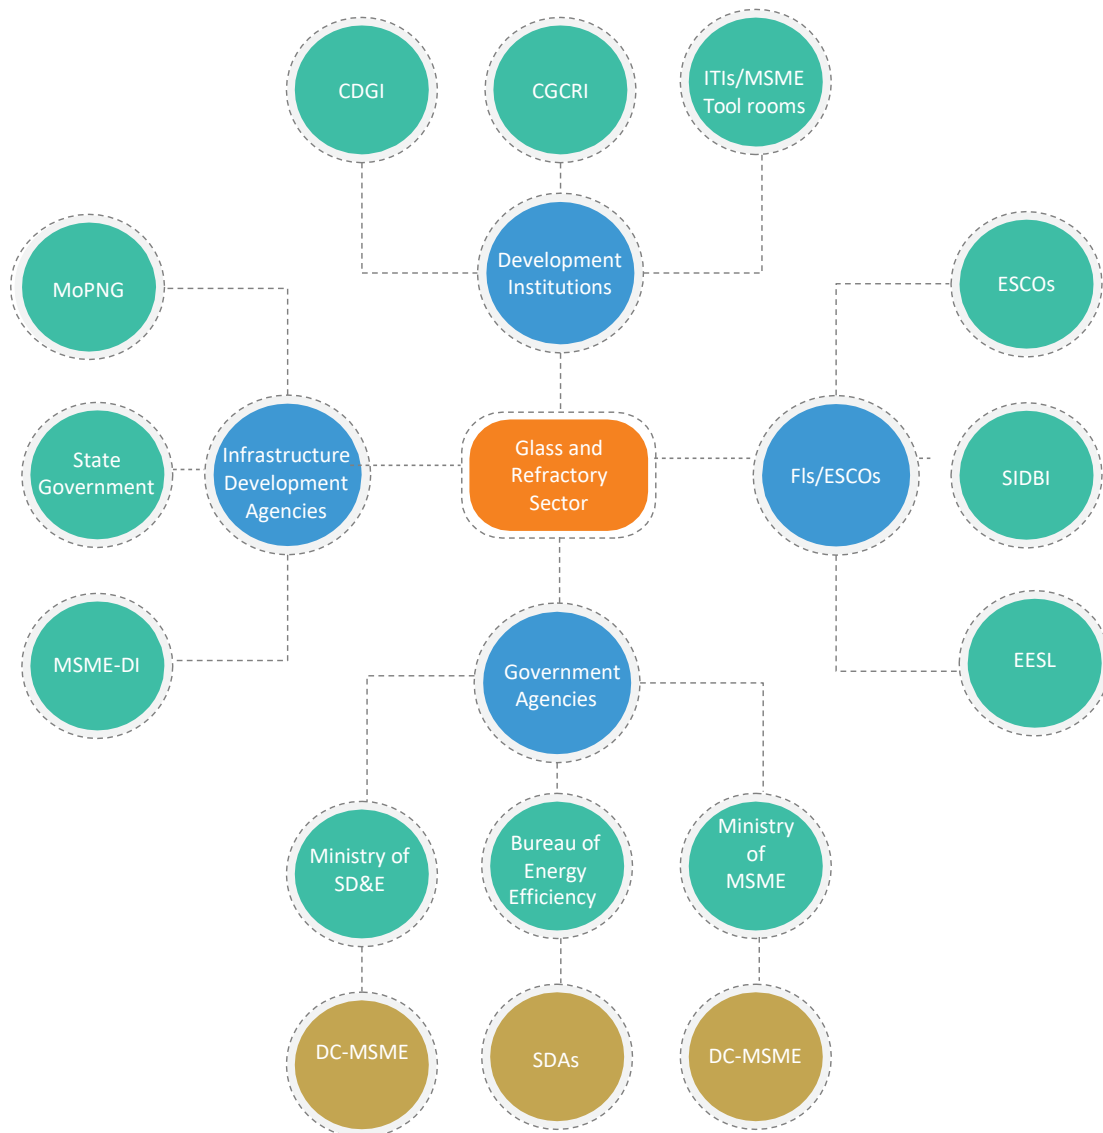 CDGI
CGCRI
ITIs/MSME
Tool rooms
Development
Institutions
MoPNG
ESCOs
State
Government
Infrastructure
Development
Agencies
Glass and
Refractory
Sector
FIs/ESCOs
SIDBI
MSME-DI
EESL
Government
Agencies
Ministry of
SD&E
Bureau of
Energy
Efficiency
Ministry
of
MSME
DC-MSME
SDAs
DC-MSME